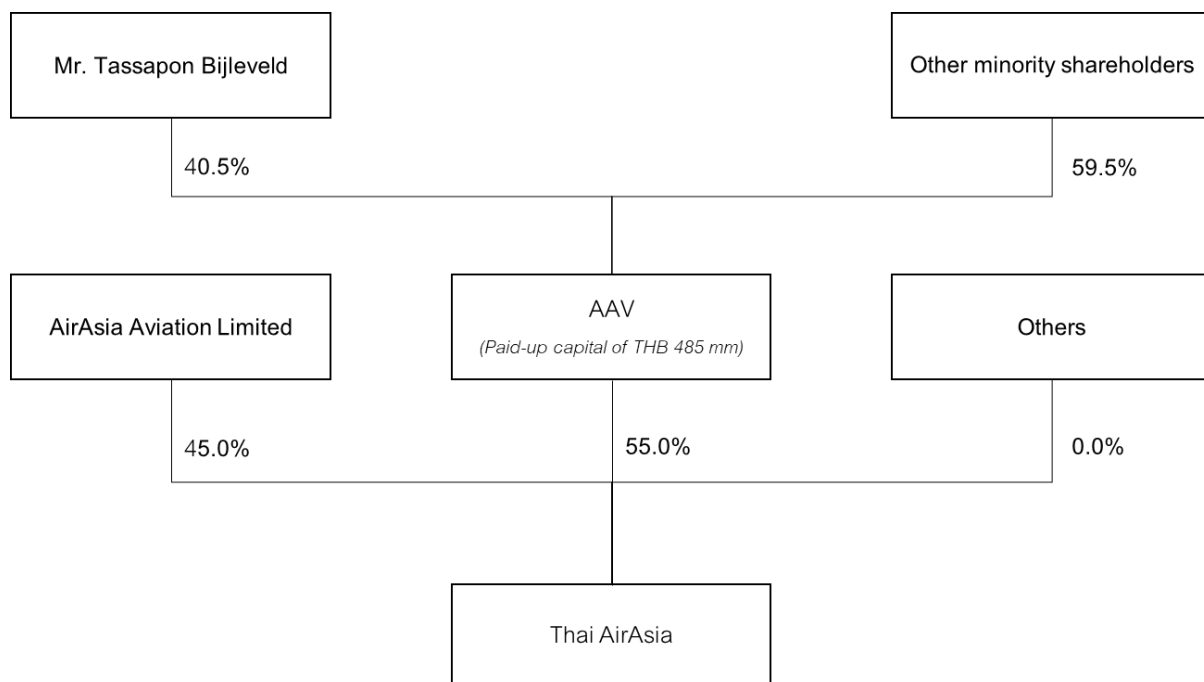 Mr. Tassapon Bijleveld
Other minority shareholders
40.5%
59.5%
AirAsia Aviation Limited
AAV
(Paid-up capital of THB 485 mm)
Others
45.0%
55.0%
0.0%
Thai AirAsia